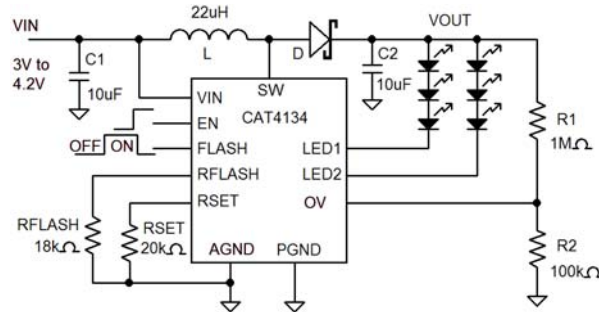 22uH
VIN
VOUT
L
D
C1
C2
3V to
4.2V
10uF
10uF
SW
VIN
CAT4134
R1
1MΩ
EN
OFF ON
FLASH
LED1
RFLASH
LED2
RSET
OV
RFLASH
18kΩ
RSET
20kΩ
AGND
PGND
R2
100kΩ